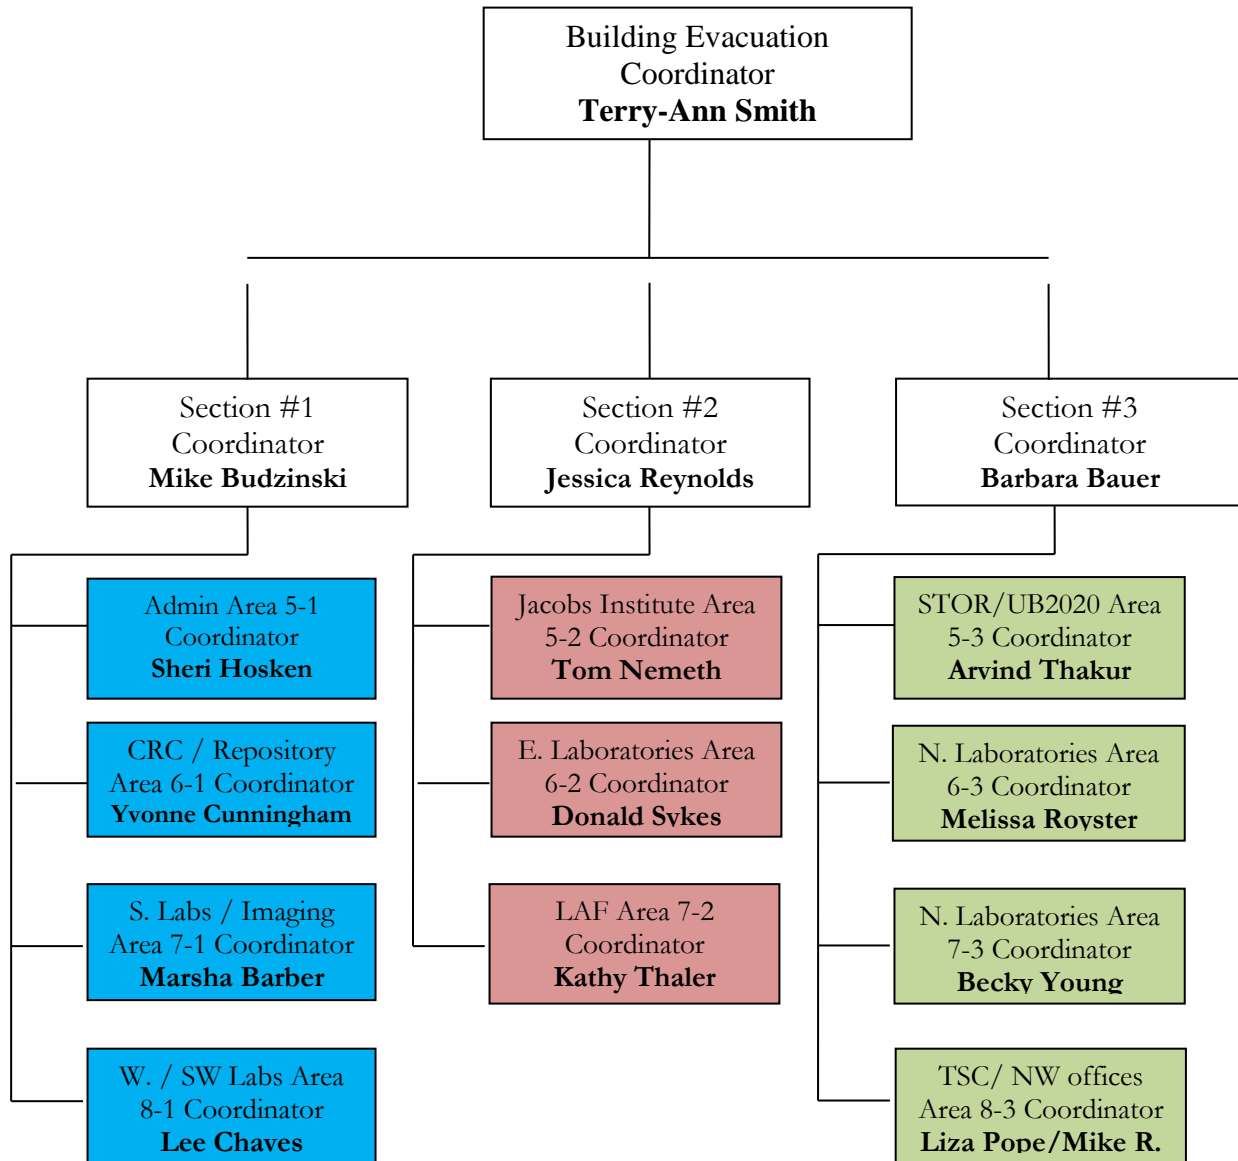 Building Evacuation
Coordinator
Terry-Ann Smith
Section #1
Coordinator
Mike Budzinski
Section #2
Coordinator
Jessica Reynolds
Section #3
Coordinator
Barbara Bauer
Admin Area 5-1
Coordinator
Sheri Hosken
CRC / Repository
Area 6-1 Coordinator
Yvonne Cunningham
S. Labs / Imaging
Area 7-1 Coordinator
Marsha Barber
W. / SW Labs Area
8-1 Coordinator
Lee Chaves
Jacobs Institute Area
5-2 Coordinator
Tom Nemeth
E. Laboratories Area
6-2 Coordinator
Donald Sykes
LAF Area 7-2
Coordinator
Kathy Thaler
STOR/UB2020 Area
5-3 Coordinator
Arvind Thakur
N. Laboratories Area
6-3 Coordinator
Melissa Royster
N. Laboratories Area
7-3 Coordinator
Becky Young
TSC/ NW offices
Area 8-3 Coordinator
Liza Pope/Mike R.